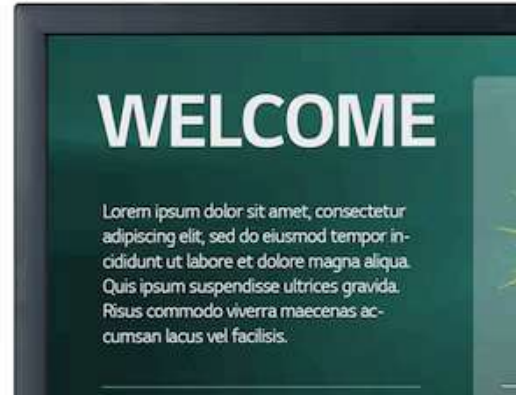 WELCOME
Lorem ipsum dolor sit amet, consectetur
adipiscing elit, sed do eiusmod tempor in-
cididunt ut labore et dolore magna aliqua.
Quis ipsum suspendisse ultrices gravida.
Risus commodo viverra maecenas ac-
cumsan lacus vel facilisis.